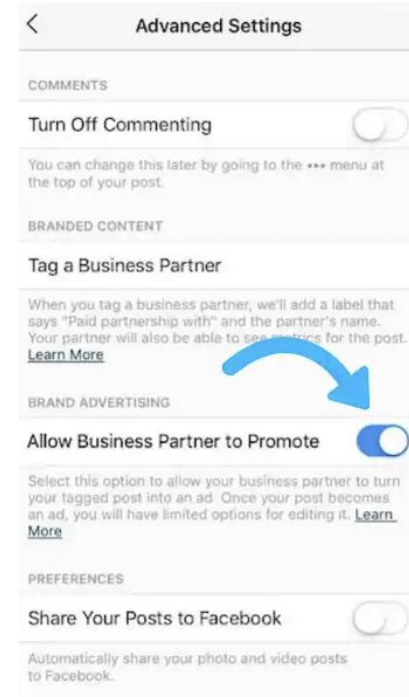 Advanced Settings
COMMENTS
Turn Off Commenting
You can change this later by going to the ••• menu at
the top of your post.
BRANDED CONTENT
Tag a Business Partner
When you tag a business partner, we'll add a label that
says "Paid partnership with" and the partner's name.
Your partner will also be able to see metrics for the post.
Learn More
BRAND ADVERTISING
Allow Business Partner to Promote
Select this option to allow your business partner to turn
your tagged post into an ad. Once your post becomes
an ad, you will have limited options for editing it. Learn
More
PREFERENCES
Share Your Posts to Facebook
Automatically share your photo and video posts
to Facebook.